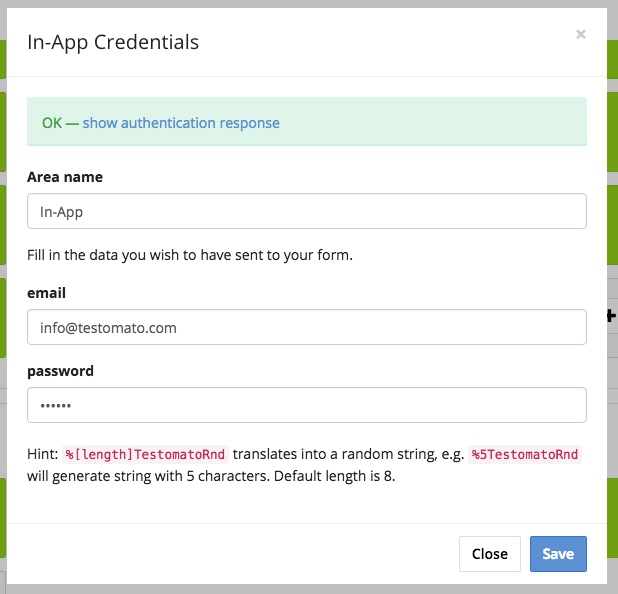 In-App Credentials
×
OK — show authentication response
Area name
In-App
Fill in the data you wish to have sent to your form.
email
info@testomato.com
password
••••••
Hint: %[length]TestomatoRnd translates into a random string, e.g. %5TestomatoRnd
will generate string with 5 characters. Default length is 8.
Close Save